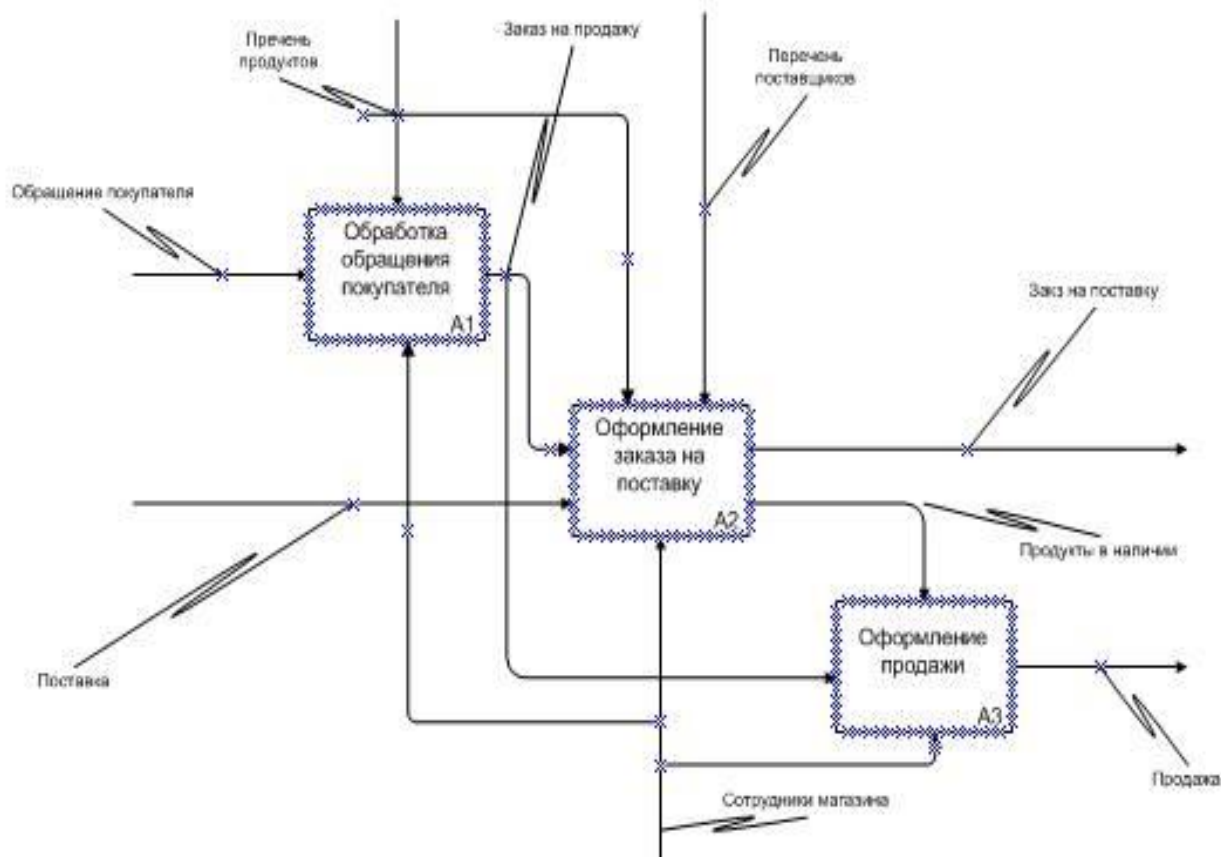 Пречень
продуктов
Заказ на продажу
Перечень
поставщиков
Обращение покупателя
Обработка
обращения
покупателя
A1
Закз на поставку
Оформление
заказа на
поставку
A2
Продукты в наличии
Оформление
продажи
A3
Поставка
Продажа
Сотрудники магазина